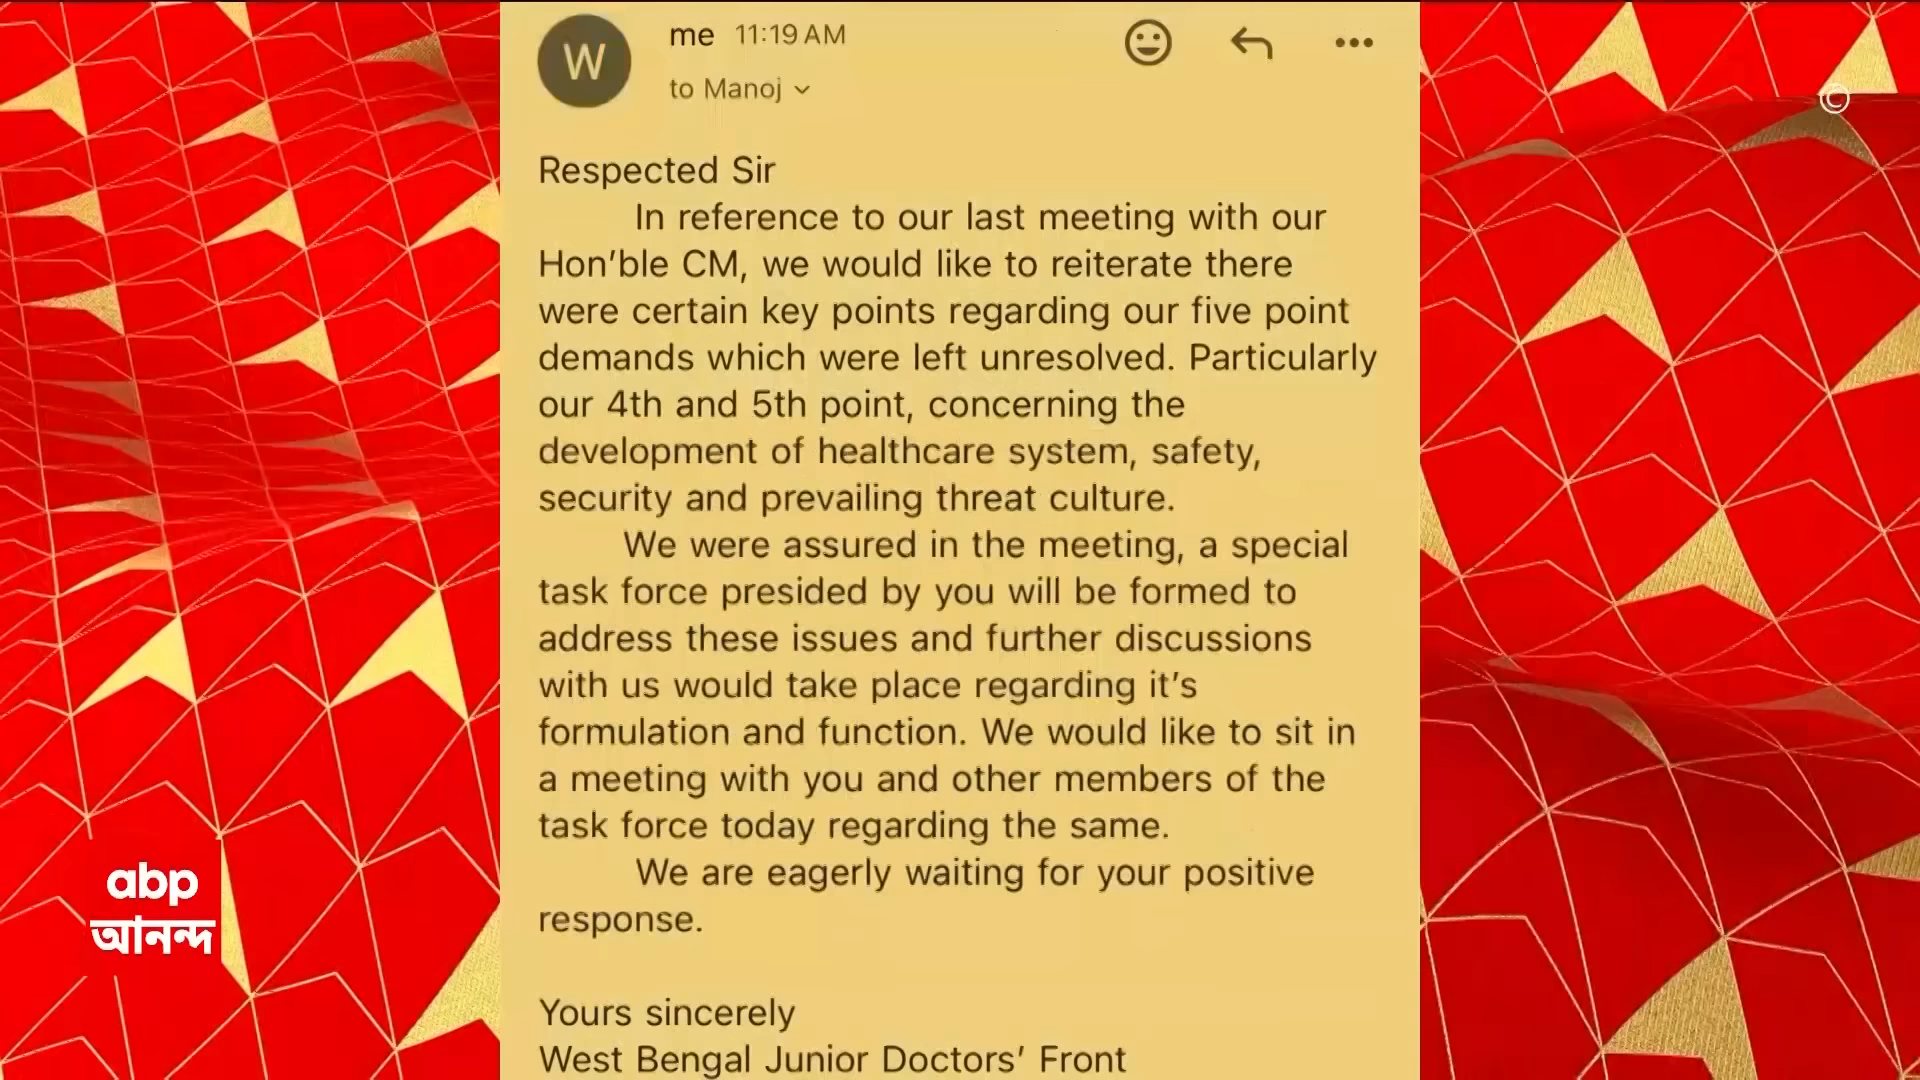 W
me 11:19 AM
to Manoj
©
Respected Sir
In reference to our last meeting with our
Hon’ble CM, we would like to reiterate there
were certain key points regarding our five point
demands which were left unresolved. Particularly
our 4th and 5th point, concerning the
development of healthcare system, safety,
security and prevailing threat culture.
We were assured in the meeting, a special
task force presided by you will be formed to
address these issues and further discussions
with us would take place regarding it’s
formulation and function. We would like to sit in
a meeting with you and other members of the
task force today regarding the same.
We are eagerly waiting for your positive
response.
Yours sincerely
West Bengal Junior Doctors’ Front
abp
আনন্দ